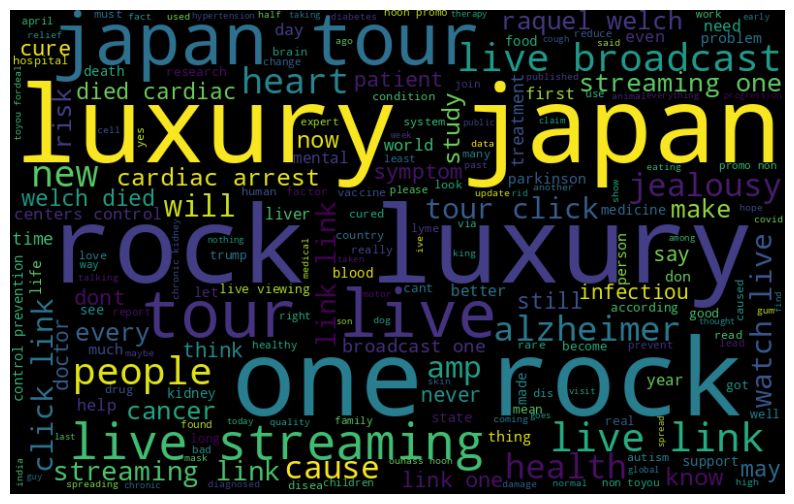 must fact used hypertension half taking diabetes noon promo therapy work early
april
relief
cure
hospital
japan tour
day
brain
change
ago
cough said
reduce
raquel welch
even
need
problem
food
live broadcast
streaming one
published
join
use
animal everything progression
toyou fordeal
risk
died cardiac
death
research
heart
patient
condition
treatment
first
claim
luxury japan
cell
yes
expert
now
system
study
data
public
week
least
many
past
promo non
eating
new
cardiac arrest
mental
world
symptom
look
parkinson
another
jealousy
welch died
will
human
factor
vaccine
please
update
rid
show
hope
covid
centers control
liver
cured
tour click
medicine
make
time
life
rock luxury
nothing
country
really
lyme
ive
via
king
person
say
don
among
love
way
trump
medical
taken
blood
cant
better
according
good
infectiou
caused
thought
find
gum
live
watch
control prevention
talking
report
dont
see
let
live viewing
motor
son
dog
still
chronic kidney
tour live
link link
right
broadcast one
alzheimer
rare
become
prevent
read
lead
click link
doctor
every
much
maybe
think
healthy
people
drug
kidney
one rock
amp
never
skin
visit
made
dis
mean
year
got
real
help
cancer
found
state
thing
coming
goes
spread
autism
support
well
today
quality
family
last
long
bad
mask
live streaming
live link
global
india
guy
spreading
streaming link
chronic
diagnosed
ounass noon
disea
children
cause
link one
damage
health
normal
non
toyou
know
high
may